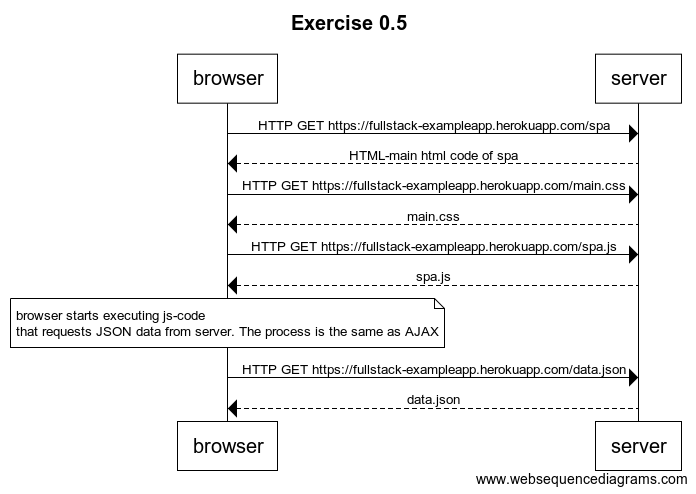 Exercise 0.5
browser
server
HTTP GET https://fullstack-exampleapp.herokuapp.com/spa
HTML-main html code of spa
HTTP GET https://fullstack-exampleapp.herokuapp.com/main.css
main.css
HTTP GET https://fullstack-exampleapp.herokuapp.com/spa.js
spa.js
browser starts executing js-code
that requests JSON data from server. The process is the same as AJAX
HTTP GET https://fullstack-exampleapp.herokuapp.com/data.json
data.json
browser
server
www.websequencediagrams.com